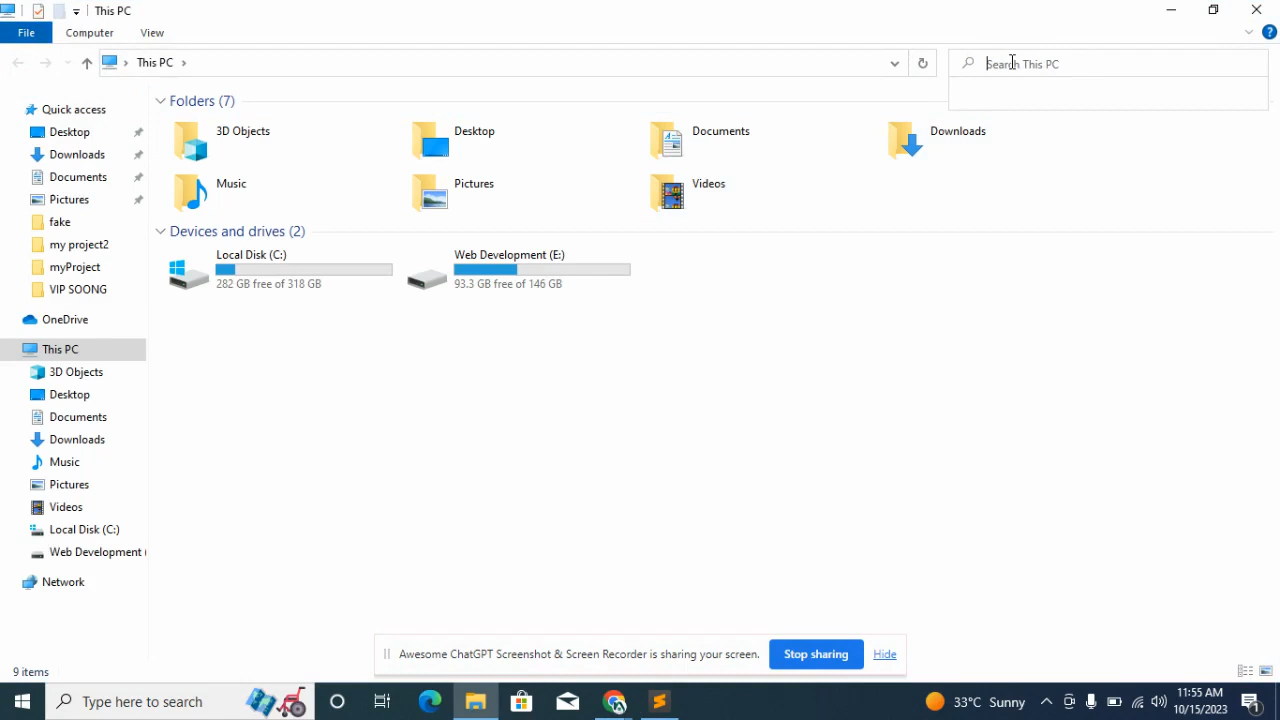 This PC
File
Computer
View
This PC
Search This PC
Quick access
Desktop
Downloads
Documents
Pictures
fake
my project2
myProject
VIP SOONG
OneDrive
This PC
3D Objects
Desktop
Documents
Downloads
Music
Pictures
Videos
Local Disk (C:)
Web Development (
Network
Folders (7)
3D Objects
Desktop
Documents
Downloads
Music
Pictures
Videos
Devices and drives (2)
Local Disk (C:)
282 GB free of 318 GB
Web Development (E:)
93.3 GB free of 146 GB
Awesome ChatGPT Screenshot & Screen Recorder is sharing your screen.
Stop sharing
Hide
9 items
Type here to search
33°C Sunny
11:55 AM
10/15/2023
1